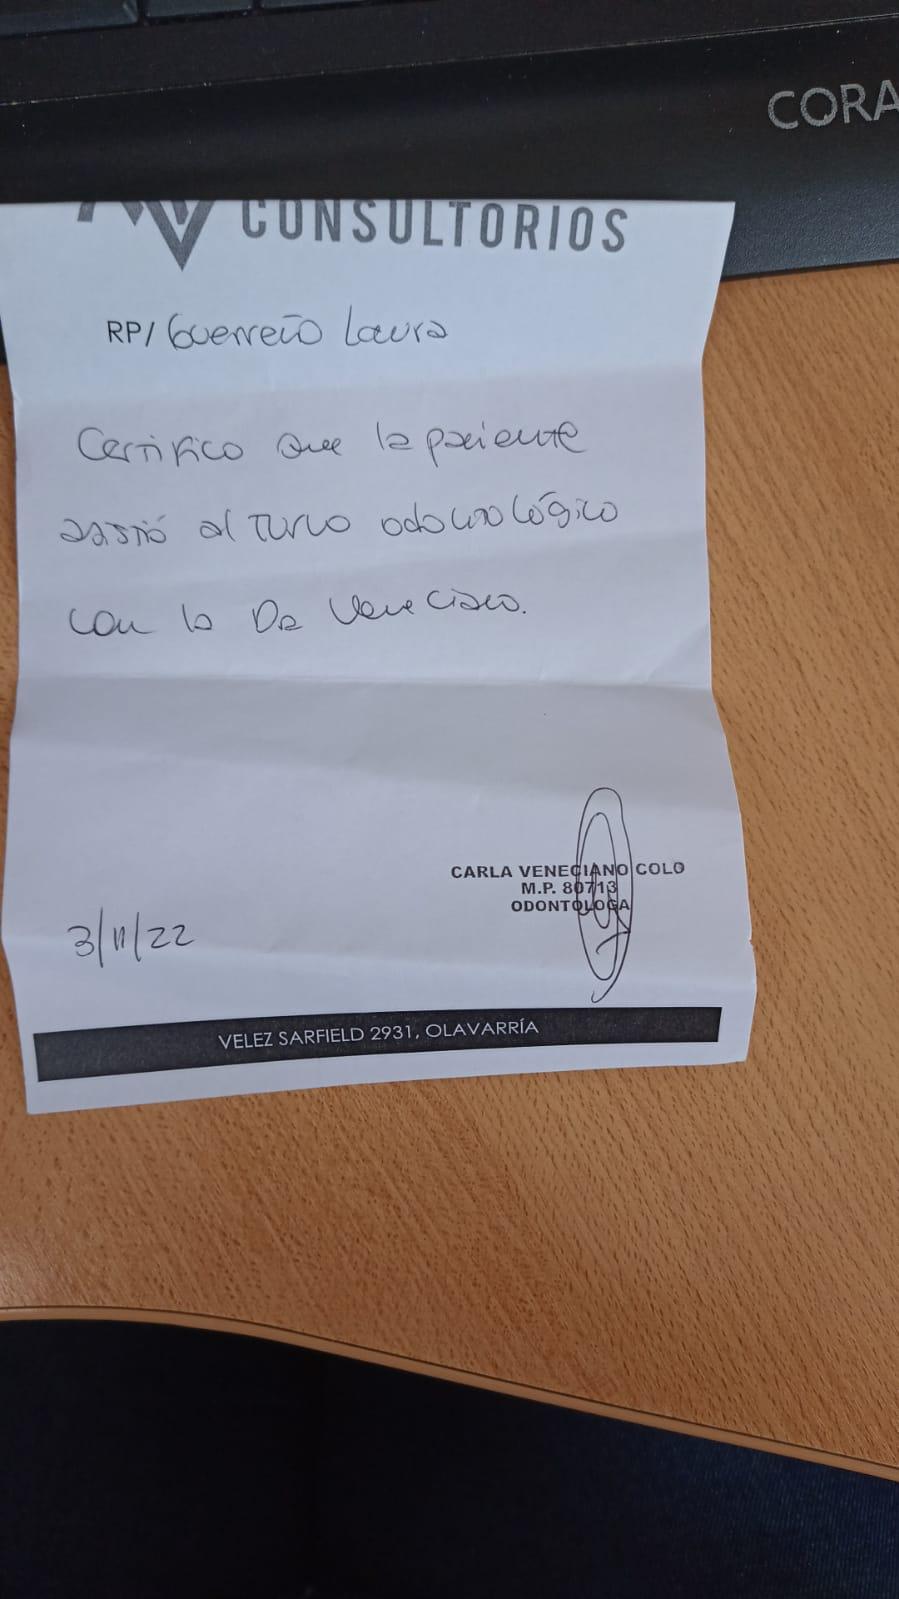 CORA
CONSULTORIOS
RP/ Guerreño Laura
Certifico que la paciente
asistió al turno odontológico
con la Dra Veneciano.
CARLA VENECIANO COLO
M.P. 80713
ODONTOLOGA
3/11/22
VELEZ SARFIELD 2931, OLAVARRÍA